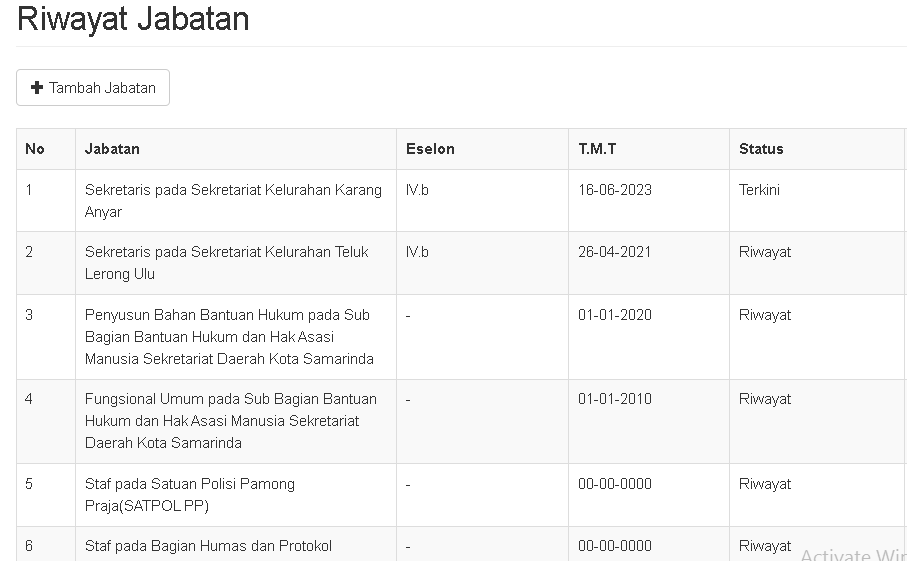 Riwayat Jabatan
Tambah Jabatan
No Jabatan Eselon T.M.T Status
1 Sekretaris pada Sekretariat Kelurahan Karang IV.b 16-06-2023 Terkini
Anyar
2 Sekretaris pada Sekretariat Kelurahan Teluk IV.b 26-04-2021 Riwayat
Lerong Ulu
3 Penyusun Bahan Bantuan Hukum pada Sub - 01-01-2020 Riwayat
Bagian Bantuan Hukum dan Hak Asasi
Manusia Sekretariat Daerah Kota Samarinda
4 Fungsional Umum pada Sub Bagian Bantuan - 01-01-2010 Riwayat
Hukum dan Hak Asasi Manusia Sekretariat
Daerah Kota Samarinda
5 Staf pada Satuan Polisi Pamong - 00-00-0000 Riwayat
Praja(SATPOL PP)
6 Staf pada Bagian Humas dan Protokol - 00-00-0000 Riwayat
Activate Win